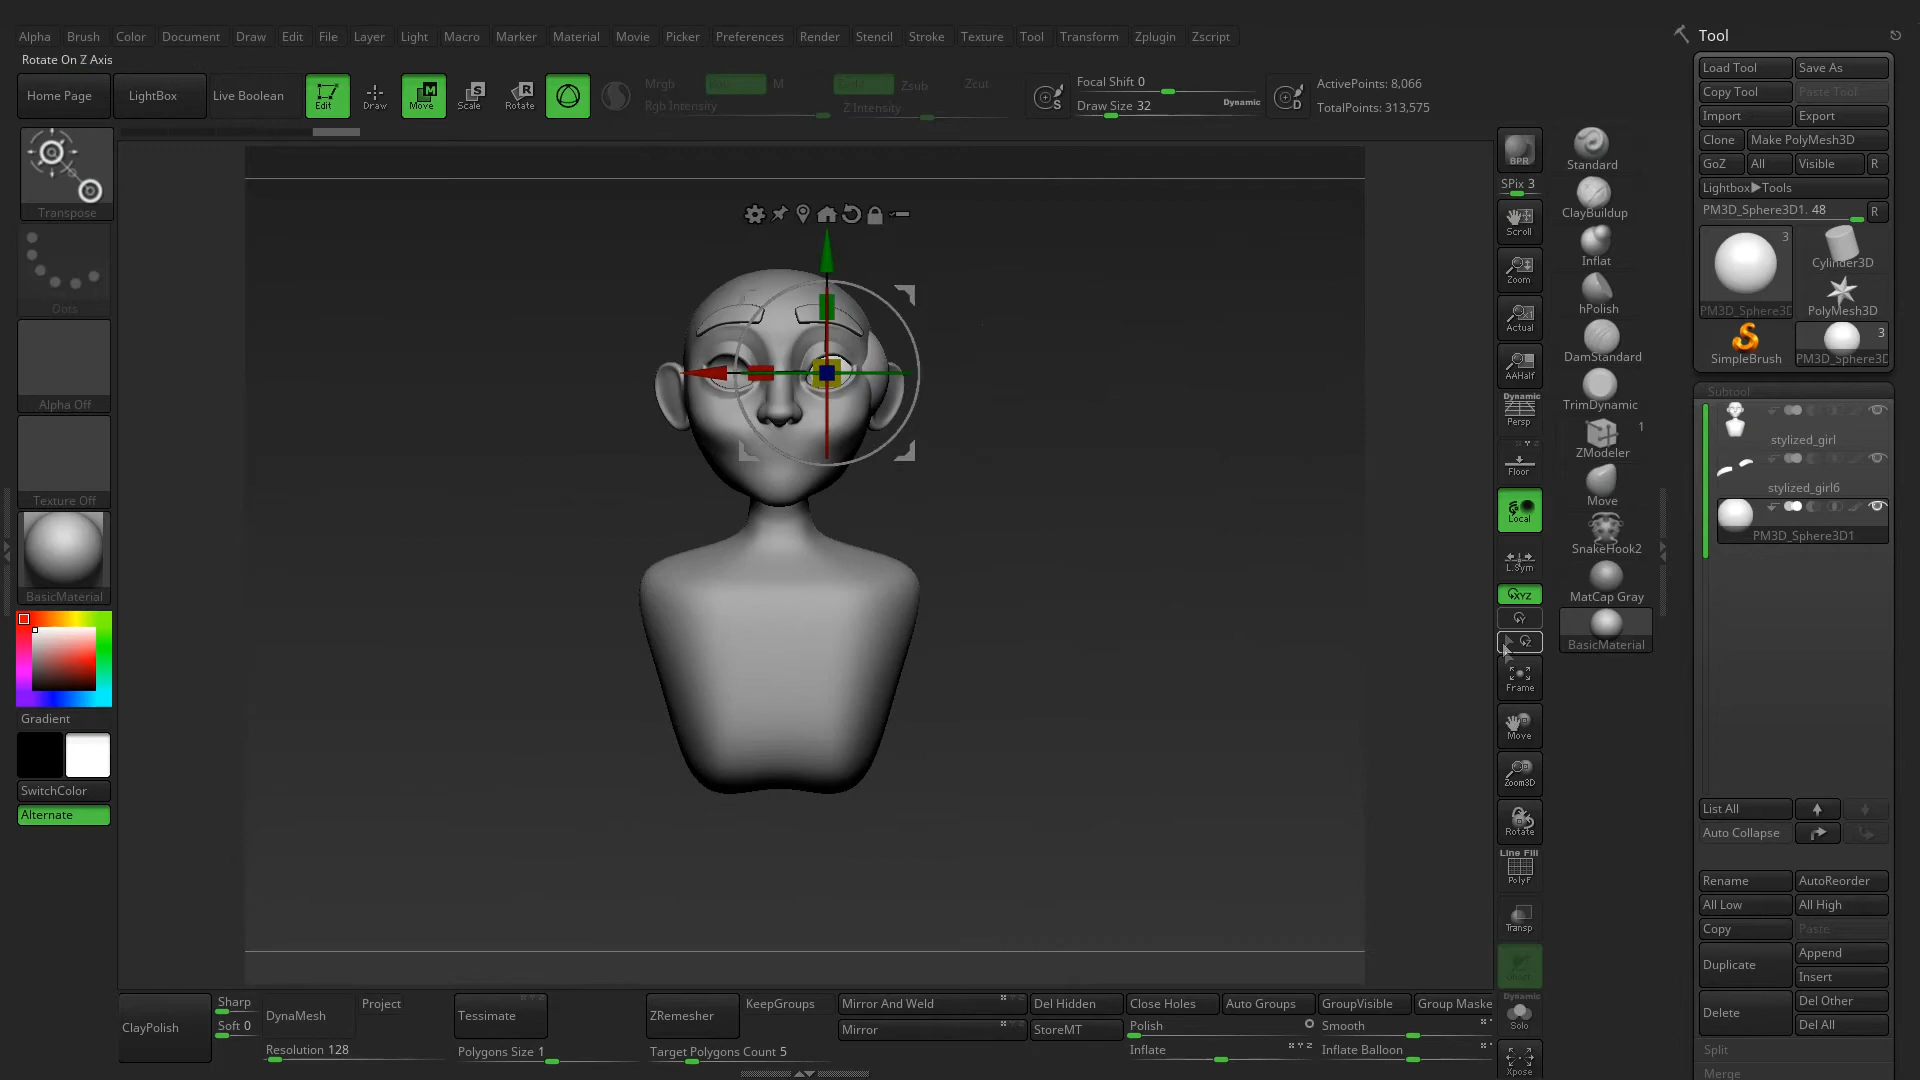 Alpha Brush Color Document Draw Edit File Layer Light Macro Marker Material Movie Picker Preferences Render Stencil Stroke Texture Tool Transform Zplugin Zscript
Tool
Rotate On Z Axis
Load Tool Save As
Copy Tool Paste Tool
Import Export
Clone Make PolyMesh3D
GoZ All Visible R
Lightbox▶Tools
PM3D_Sphere3D1. 48 R
Home Page LightBox Live Boolean Edit Draw Move Scale Rotate
Mrgb M Zsub Zcut
Rgb Intensity Z Intensity
Focal Shift 0
Draw Size 32 Dynamic
ActivePoints: 8,066
TotalPoints: 313,575
Transpose
Dots
Alpha Off
Texture Off
BasicMaterial
Gradient
SwitchColor
Alternate
BPR
SPix 3
Scroll
Zoom
Actual
AAHalf
Dynamic
Persp
Floor
Local
L.Sym
XYZ
Y
Z
Frame
Move
Zoom3D
Rotate
Line Fill
PolyF
Transp
Dynamic
Solo
Xpose
Standard
ClayBuildup
Inflat
hPolish
DamStandard
TrimDynamic
1
ZModeler
Move
SnakeHook2
MatCap Gray
BasicMaterial
3
Cylinder3D
PM3D_Sphere3D PolyMesh3D
3
SimpleBrush PM3D_Sphere3D
Subtool
stylized_girl
stylized_girl6
PM3D_Sphere3D1
List All
Auto Collapse
Rename AutoReorder
All Low All High
Copy Paste
Duplicate Append
Insert
Delete Del Other
Del All
Split
Merge
ClayPolish
Sharp
Soft 0
DynaMesh Project
Resolution 128
Tessimate
Polygons Size 1
ZRemesher KeepGroups
Target Polygons Count 5
Mirror And Weld Del Hidden Close Holes Auto Groups GroupVisible Group Maske
Mirror StoreMT Polish Smooth
Inflate Inflate Balloon